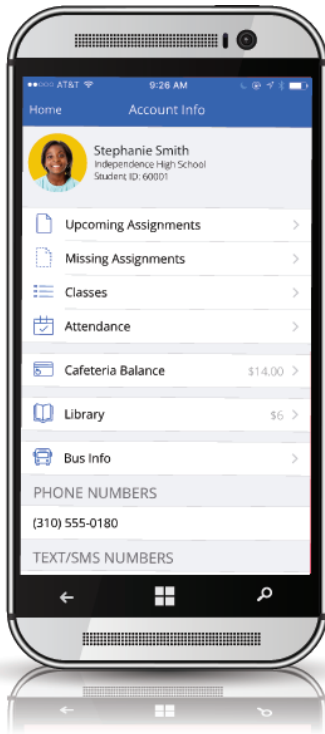 AT&T 9:26 AM
Home Account Info
Stephanie Smith
Independence High School
Student ID: 60001
Upcoming Assignments
Missing Assignments
Classes
Attendance
Cafeteria Balance $14.00
Library $6
Bus Info
PHONE NUMBERS
(310) 555-0180
TEXT/SMS NUMBERS